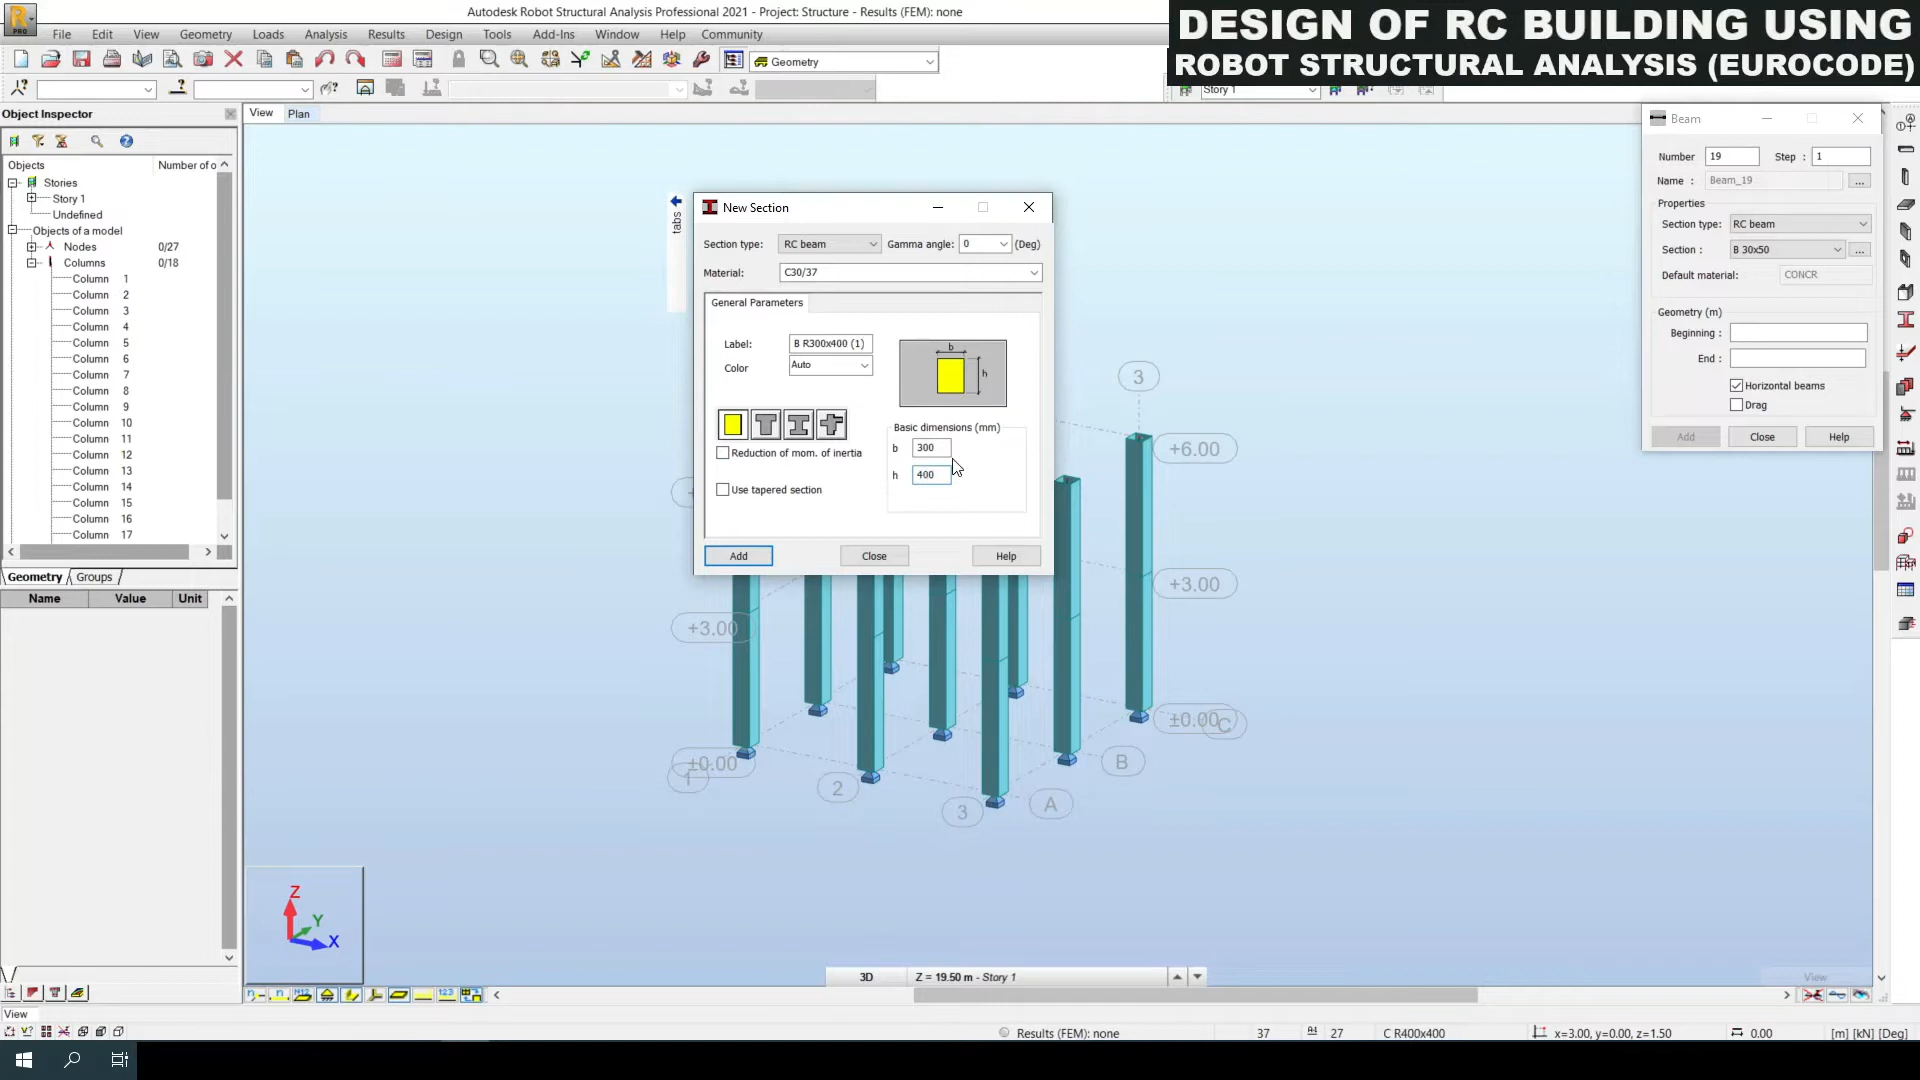 Autodesk Robot Structural Analysis Professional 2021 - Project: Structure - Results (FEM): none
DESIGN OF RC BUILDING USING
ROBOT STRUCTURAL ANALYSIS (EUROCODE)
PRO
File Edit View Geometry Loads Analysis Results Design Tools Add-Ins Window Help Community
Geometry
Story 1
Object Inspector
View Plan
Objects Number of o
Stories
Story 1
Undefined
Objects of a model
Nodes 0/27
Columns 0/18
Column 1
Column 2
Column 3
Column 4
Column 5
Column 6
Column 7
Column 8
Column 9
Column 10
Column 11
Column 12
Column 13
Column 14
Column 15
Column 16
Column 17
Geometry Groups
Name Value Unit
tabs
New Section
Section type: RC beam Gamma angle: 0 (Deg)
Material: C30/37
General Parameters
Label: B R300x400 (1)
Color Auto
b
h
Basic dimensions (mm)
b 300
h 400
Reduction of mom. of inertia
Use tapered section
Add Close Help
Beam
Number 19 Step : 1
Name : Beam_19 ...
Properties
Section type: RC beam
Section : B 30x50 ...
Default material: CONCR
Geometry (m)
Beginning :
End :
Horizontal beams
Drag
Add Close Help
3
+6.00
+3.00
+3.00
±0.00 C
±0.00
1
2
3
A
B
Z
Y
X
3D Z = 19.50 m - Story 1
View
View
Results (FEM): none 37 27 C R400x400 x=3.00, y=0.00, z=1.50 0.00 [m] [kN] [Deg]